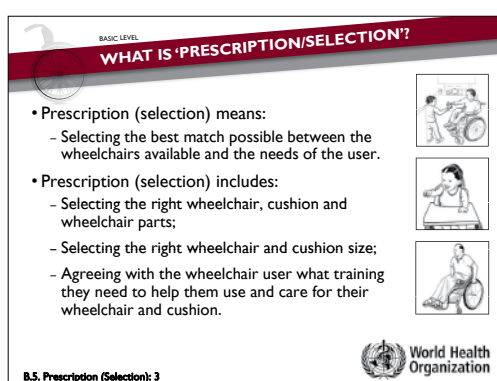 BASIC LEVEL
WHAT IS ‘PRESCRIPTION/SELECTION’?
• Prescription (selection) means:
– Selecting the best match possible between the
wheelchairs available and the needs of the user.
• Prescription (selection) includes:
– Selecting the right wheelchair, cushion and
wheelchair parts;
– Selecting the right wheelchair and cushion size;
– Agreeing with the wheelchair user what training
they need to help them use and care for their
wheelchair and cushion.
World Health
Organization
B.5. Prescription (Selection): 3